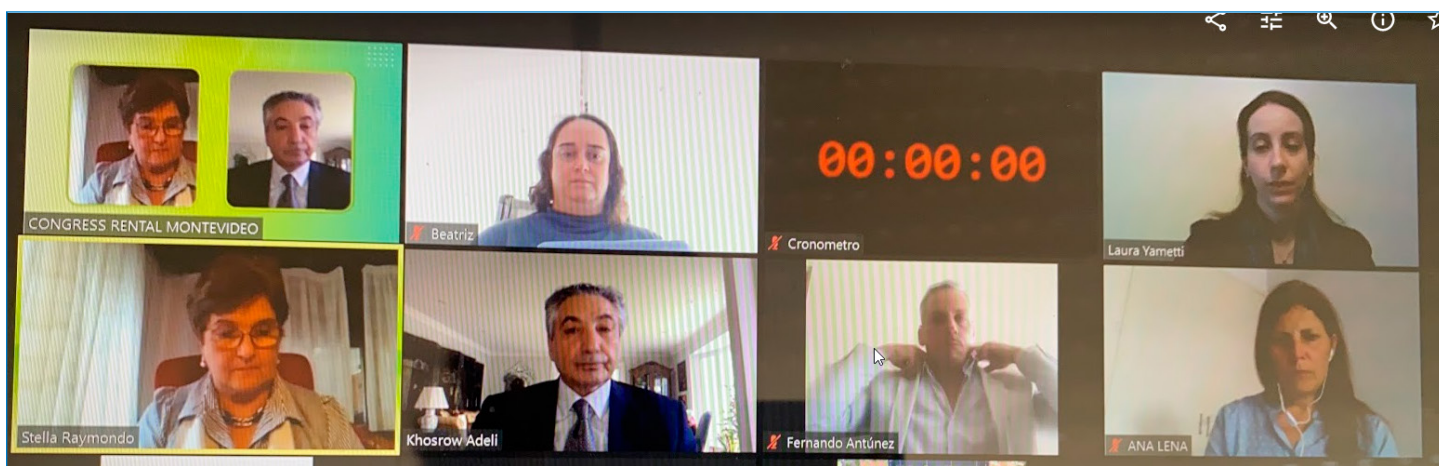 00:00:00
CONGRESS RENTAL MONTEVIDEO
Beatriz
Cronometro
Laura Yametti
Stella Raymondo
Khosrow Adeli
Fernando Antúnez
ANA LENA